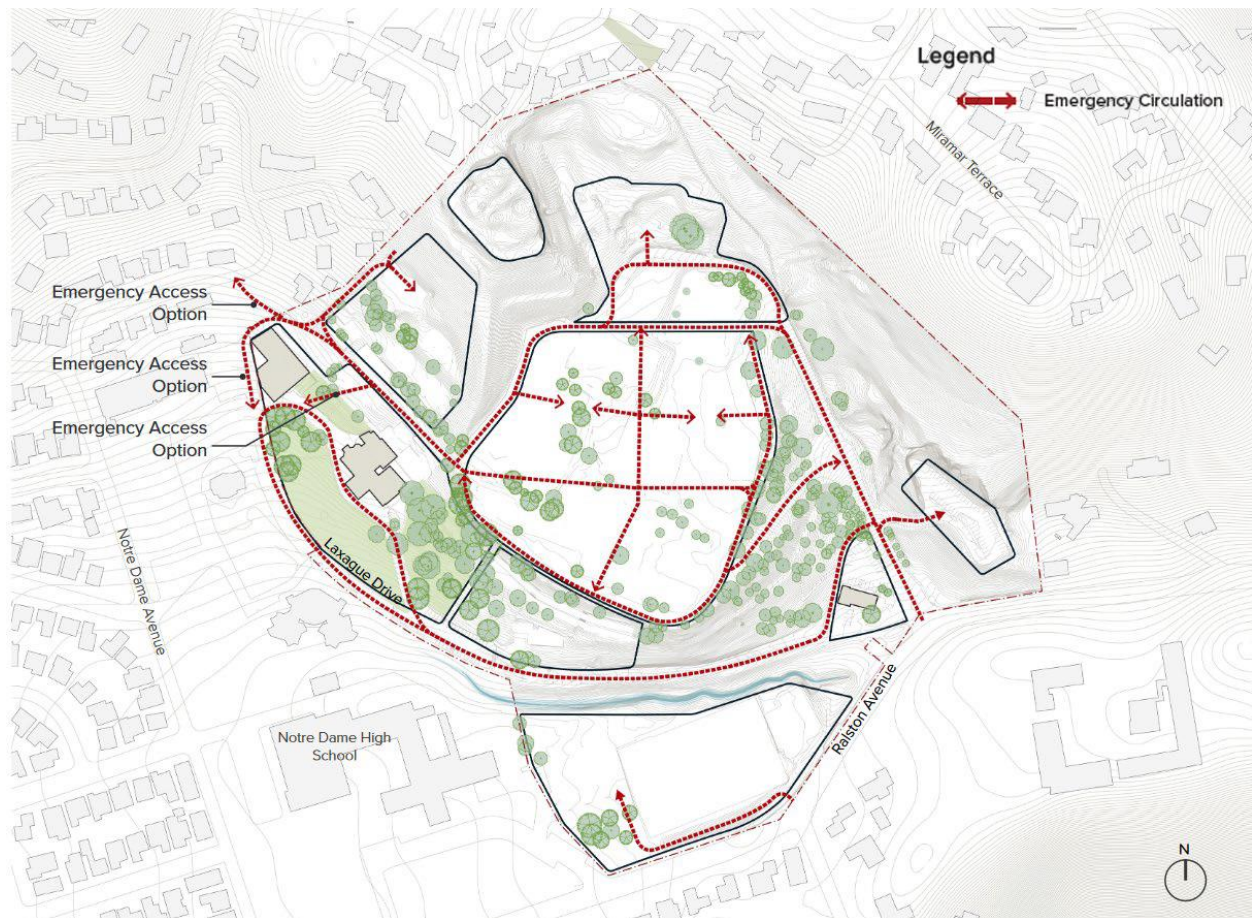 Legend
Emergency Circulation
Miramar Terrace
Emergency Access
Option
Emergency Access
Option
Emergency Access
Option
Notre Dame Avenue
Laxague Drive
Ralston Avenue
Notre Dame High
School
N